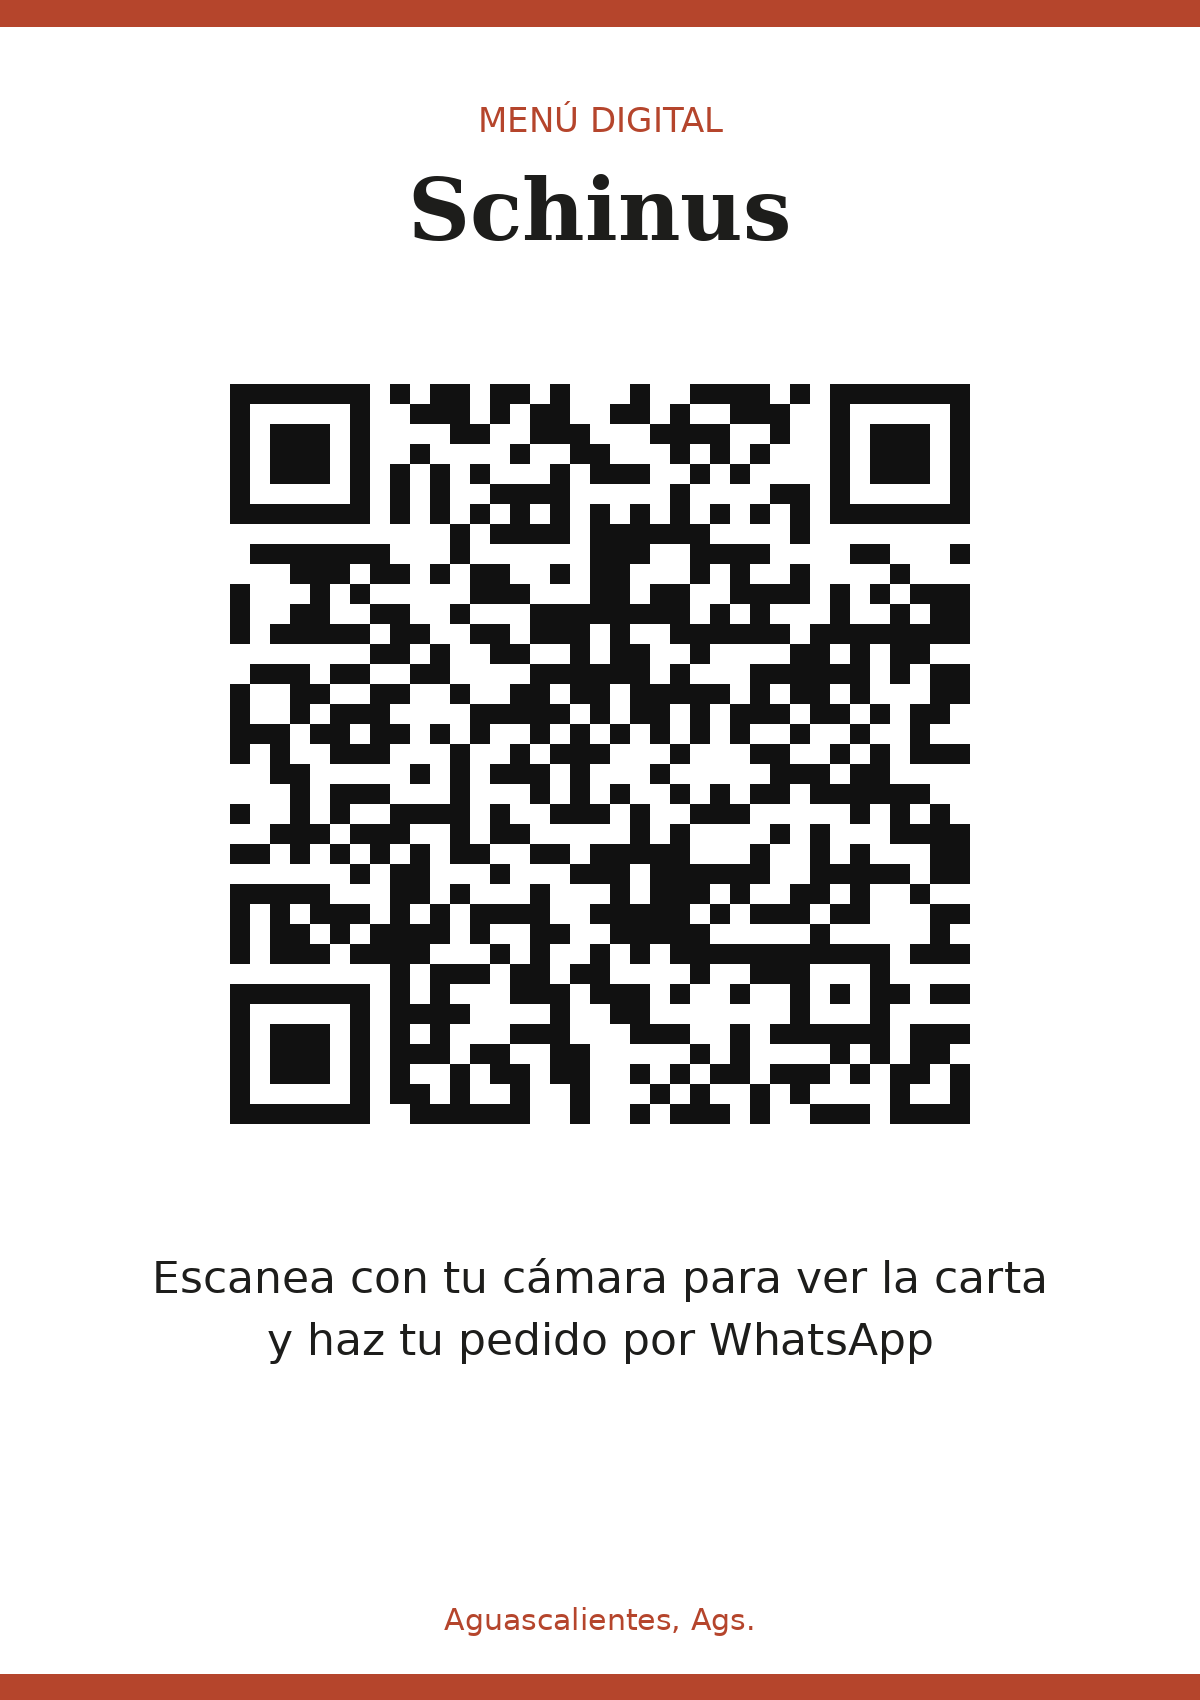 MENÚ DIGITAL
Schinus
Escanea con tu cámara para ver la carta
y haz tu pedido por WhatsApp
Aguascalientes, Ags.